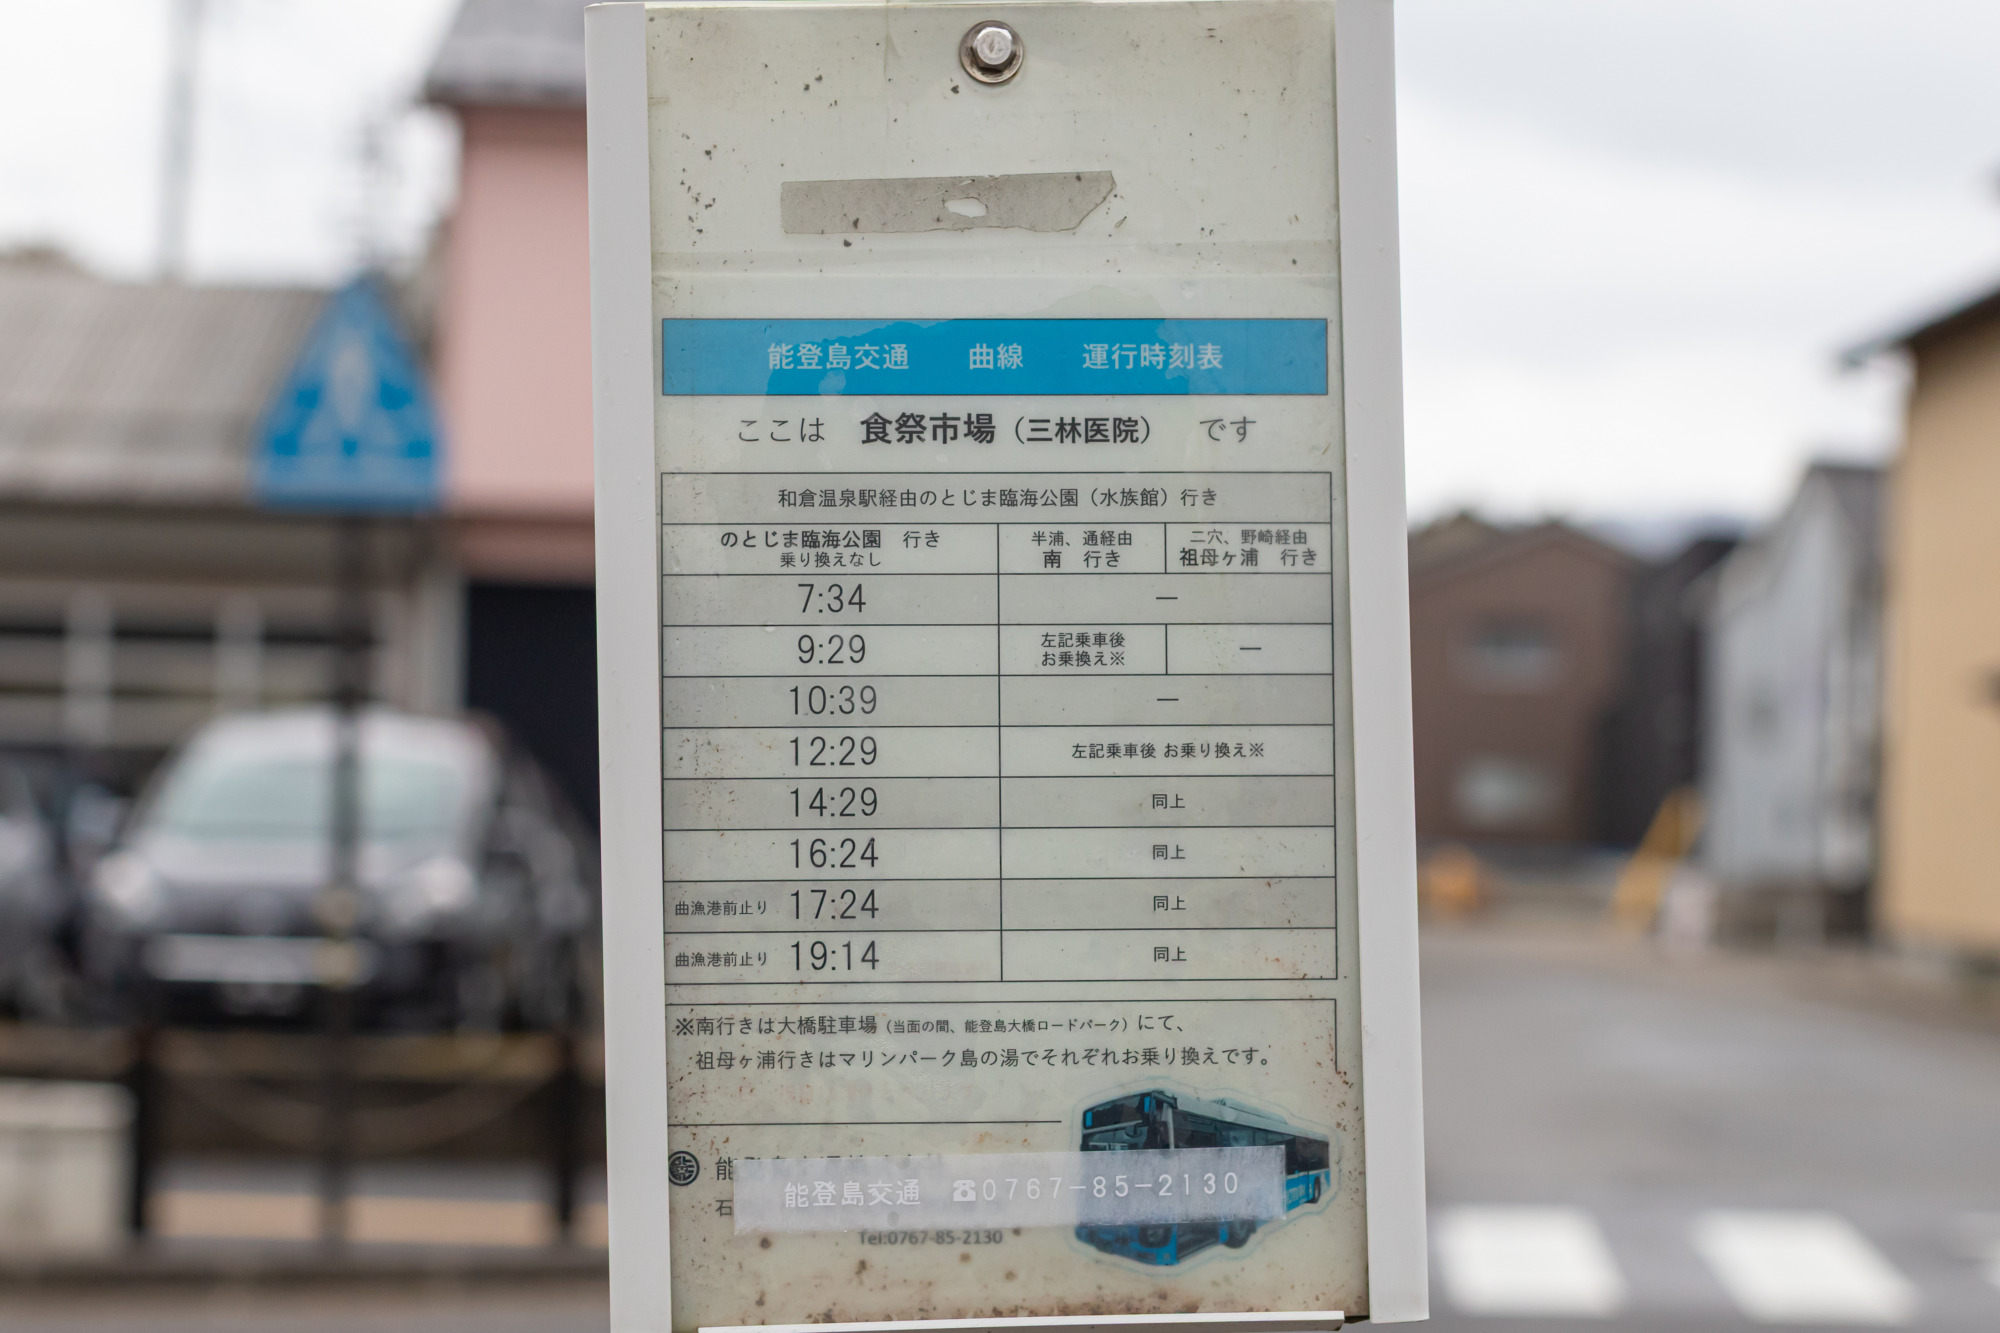 能登島交通　曲線　運行時刻表
ここは　食祭市場（三林医院）　です
和倉温泉駅経由のとじま臨海公園（水族館）行き
のとじま臨海公園　行き
乗り換えなし
半浦、通経由
南　行き
二穴、野崎経由
祖母ヶ浦　行き
7:34　―
9:29　左記乗車後　―
お乗換え※
10:39　―
12:29　左記乗車後 お乗り換え※
14:29　同上
16:24　同上
曲漁港前止り　17:24　同上
曲漁港前止り　19:14　同上
※南行きは大橋駐車場（当面の間、能登島大橋ロードパーク）にて、
祖母ヶ浦行きはマリンパーク島の湯でそれぞれお乗り換えです。
能
能登島交通　☎0767-85-2130
石
Tel:0767-85-2130